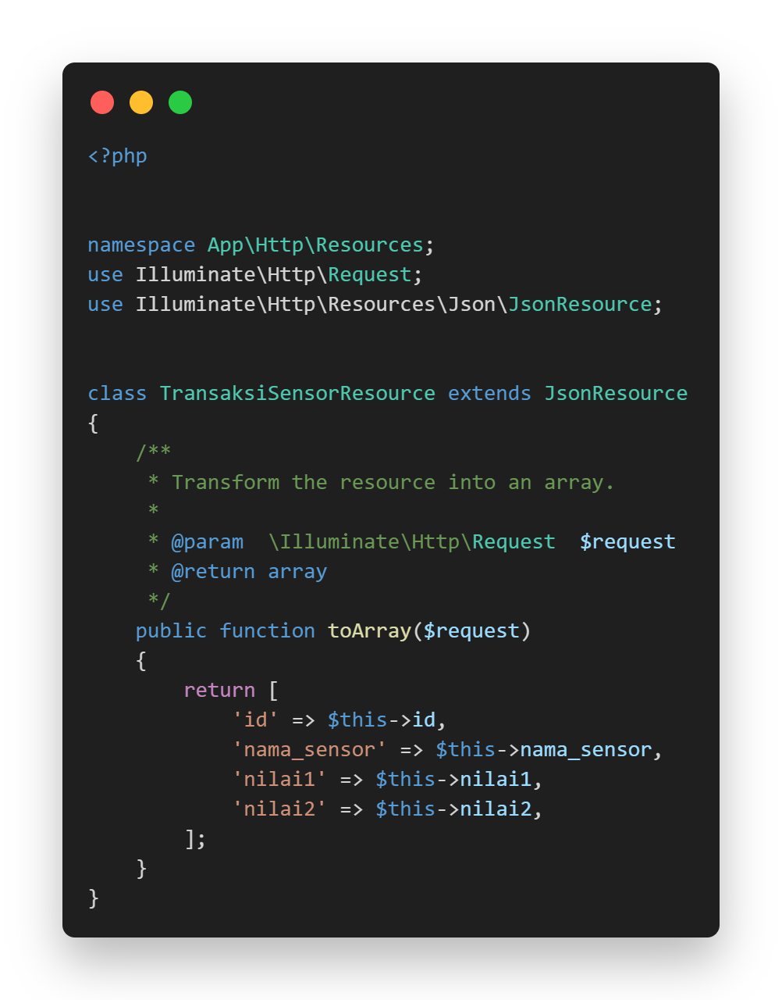 <?php
namespace App\Http\Resources;
use Illuminate\Http\Request;
use Illuminate\Http\Resources\Json\JsonResource;
class TransaksiSensorResource extends JsonResource
{
    /**
     * Transform the resource into an array.
     *
     * @param  \Illuminate\Http\Request  $request
     * @return array
     */
    public function toArray($request)
    {
        return [
            'id' => $this->id,
            'nama_sensor' => $this->nama_sensor,
            'nilai1' => $this->nilai1,
            'nilai2' => $this->nilai2,
        ];
    }
}